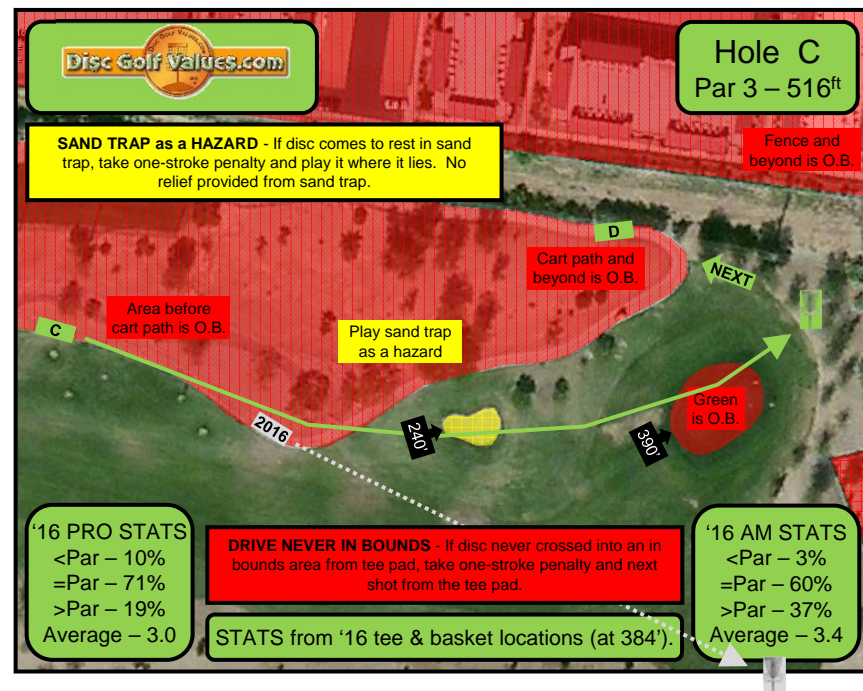 Disc Golf Values.com
Disc Golf Values.com
Hole C
Par 3 – 516ft
SAND TRAP as a HAZARD - If disc comes to rest in sand
trap, take one-stroke penalty and play it where it lies. No
relief provided from sand trap.
Fence and
beyond is O.B.
D
Cart path and
beyond is O.B.
NEXT
Area before
cart path is O.B.
C
Play sand trap
as a hazard
2016
240'
390'
Green
is O.B.
'16 PRO STATS
<Par – 10%
=Par – 71%
>Par – 19%
Average – 3.0
DRIVE NEVER IN BOUNDS - If disc never crossed into an in
bounds area from tee pad, take one-stroke penalty and next
shot from the tee pad.
STATS from '16 tee & basket locations (at 384').
'16 AM STATS
<Par – 3%
=Par – 60%
>Par – 37%
Average – 3.4